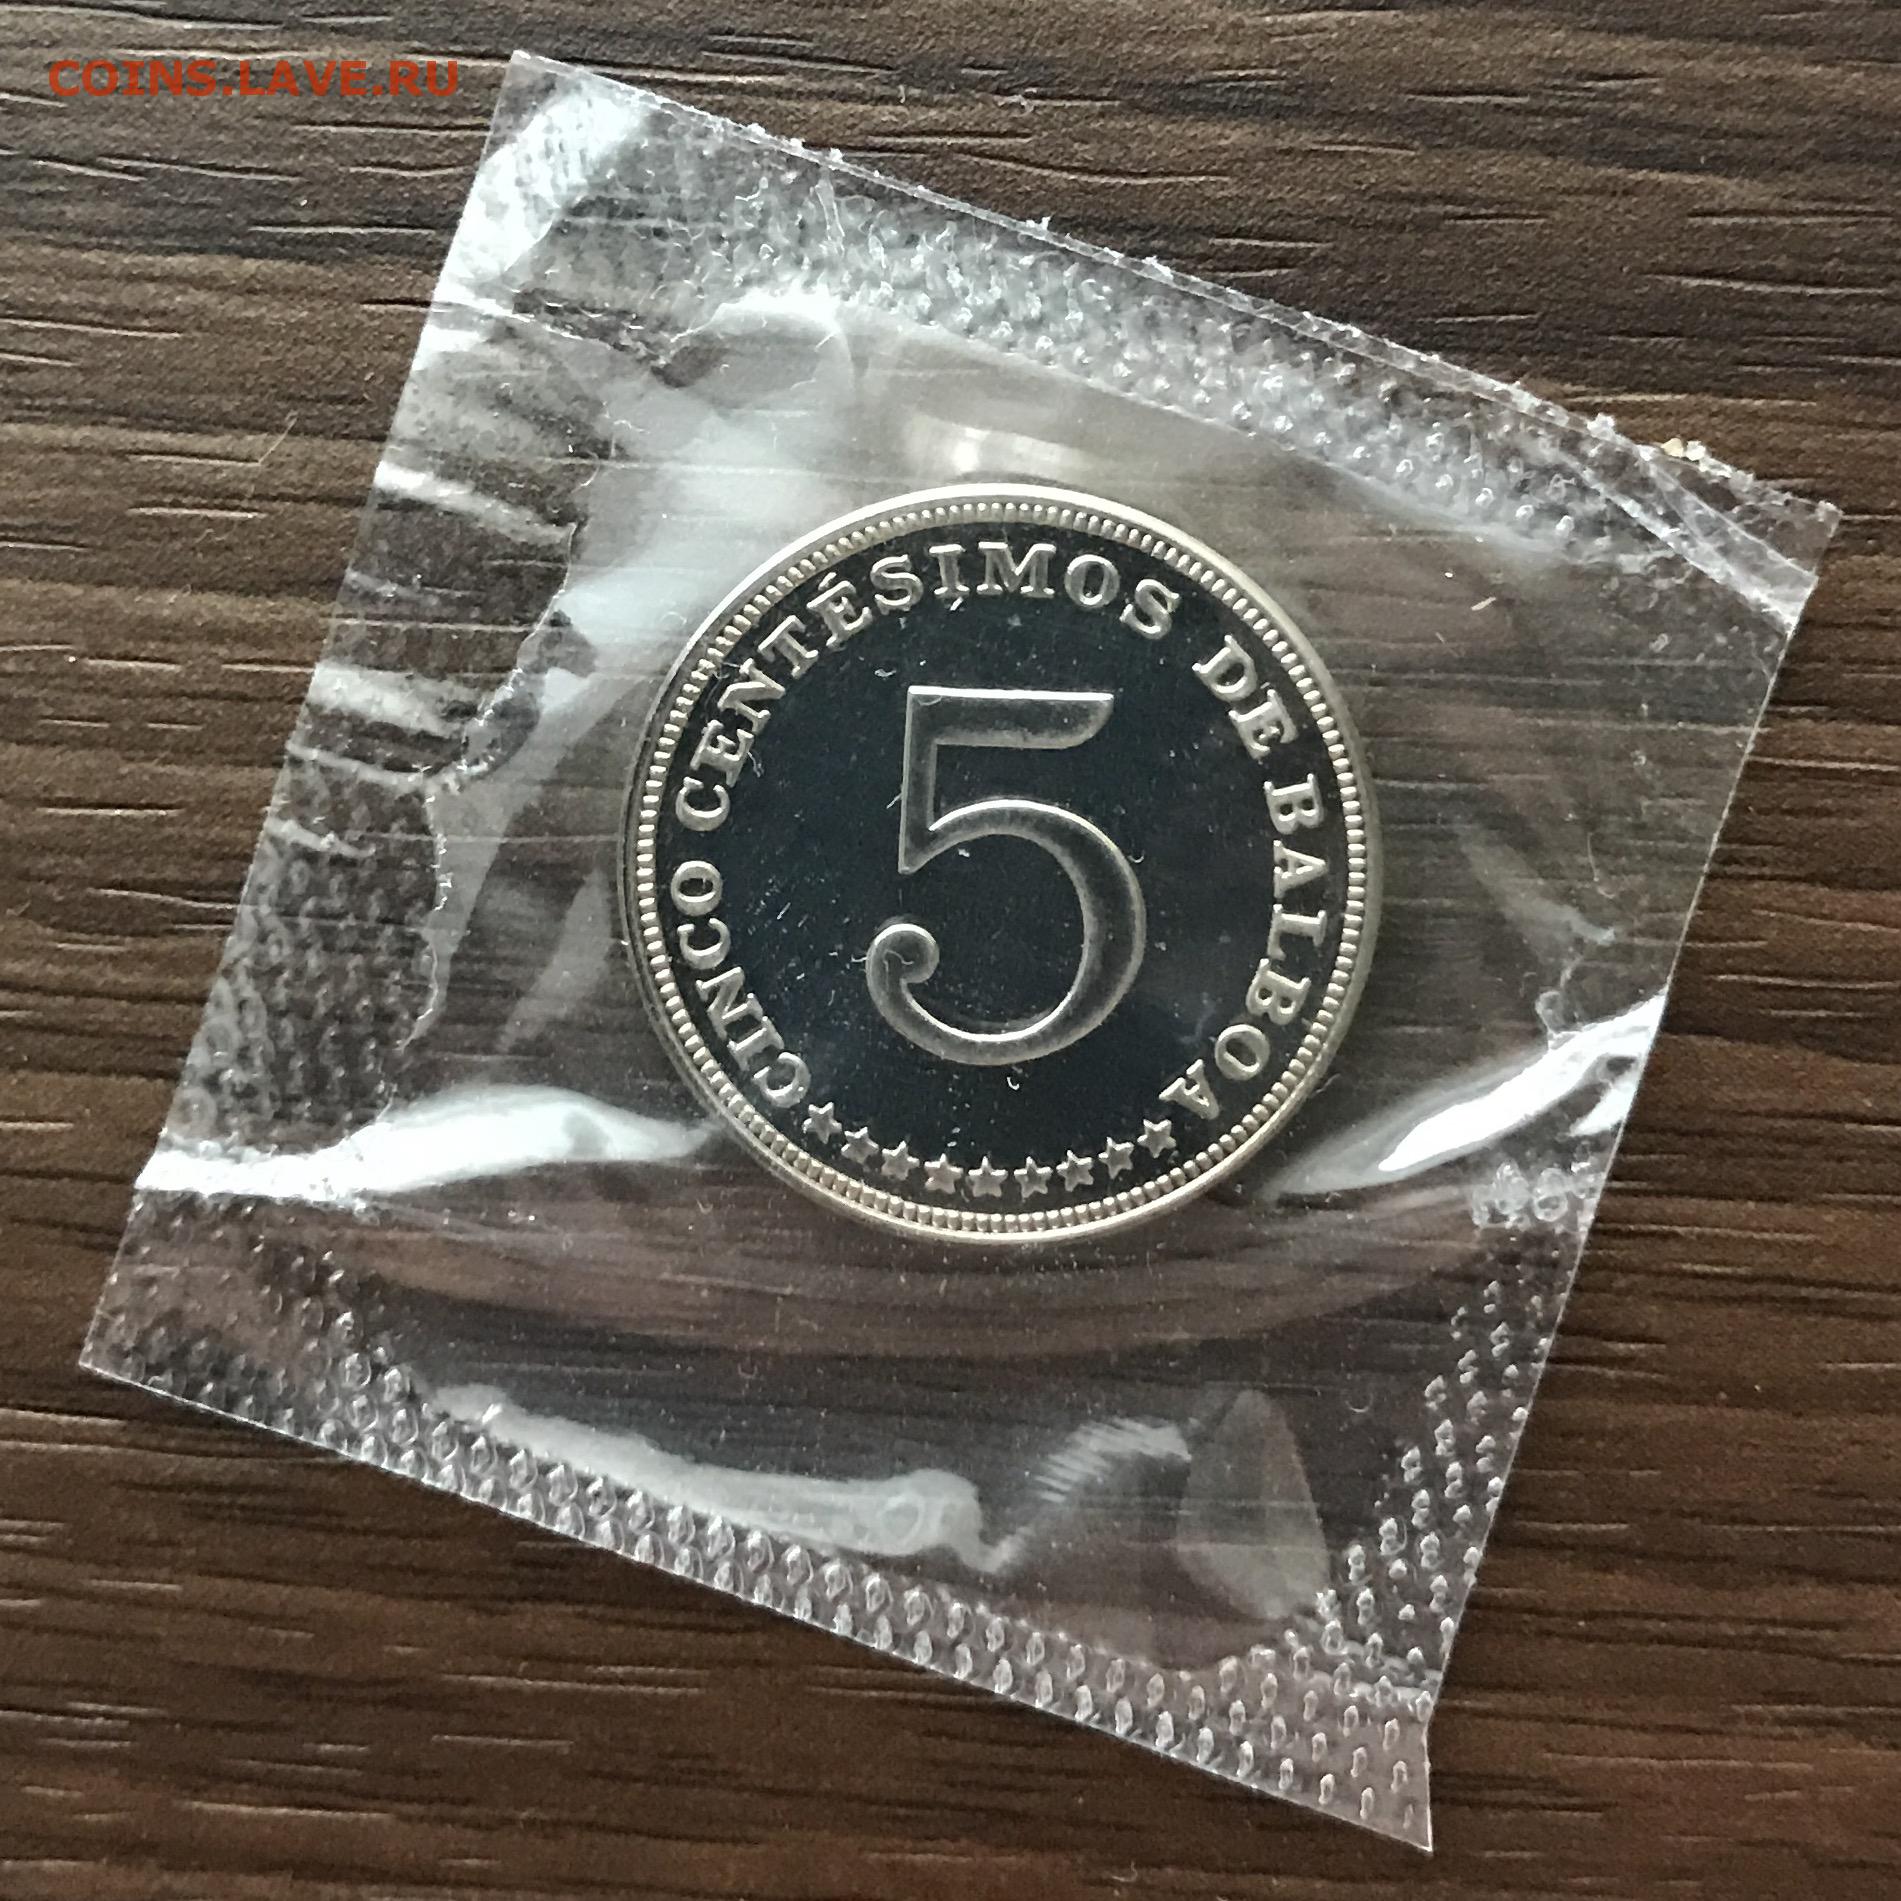 COINS.LAVE.RU
CINCO CENTÉSIMOS DE BALBOA
5